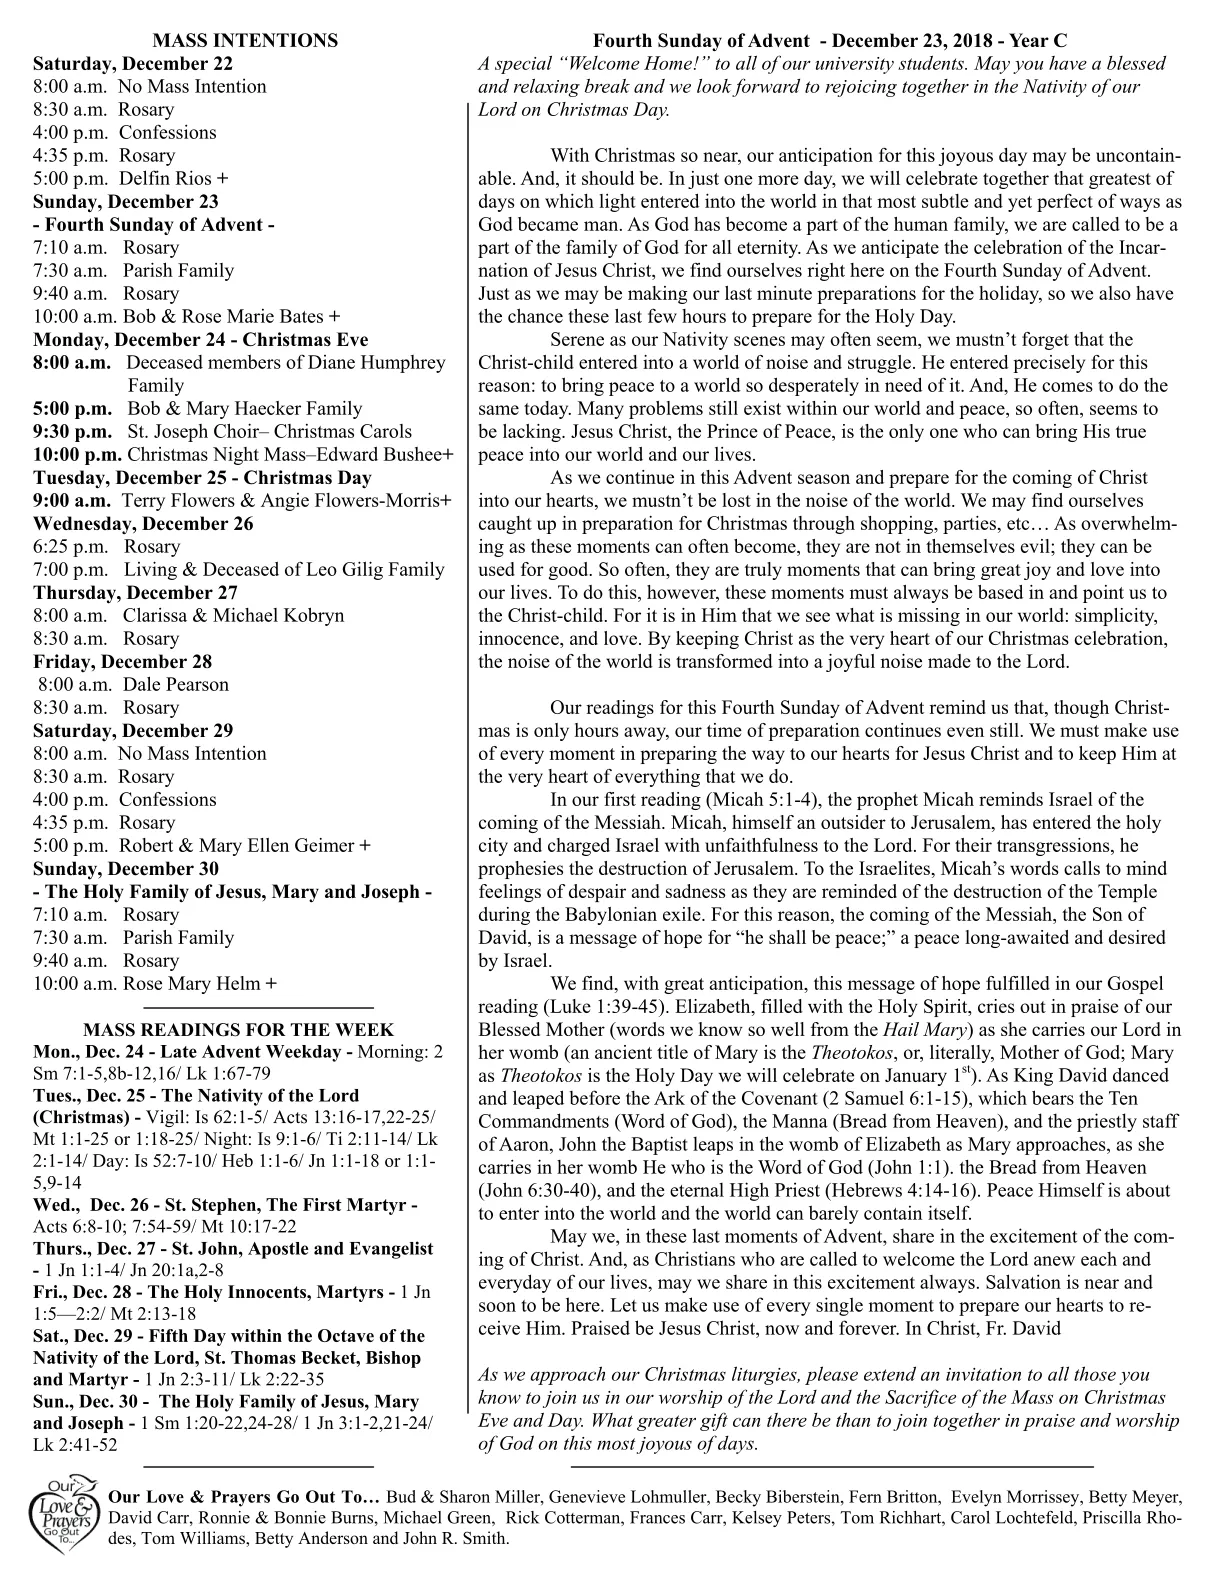 MASS INTENTIONS
Saturday, December 22
8:00 a.m.  No Mass Intention
8:30 a.m.  Rosary
4:00 p.m.  Confessions
4:35 p.m.  Rosary
5:00 p.m.  Delfin Rios +
Sunday, December 23
- Fourth Sunday of Advent -
7:10 a.m.   Rosary
7:30 a.m.   Parish Family
9:40 a.m.   Rosary
10:00 a.m. Bob & Rose Marie Bates +
Monday, December 24 - Christmas Eve
8:00 a.m.   Deceased members of Diane Humphrey
Family
5:00 p.m.   Bob & Mary Haecker Family
9:30 p.m.   St. Joseph Choir– Christmas Carols
10:00 p.m. Christmas Night Mass–Edward Bushee+
Tuesday, December 25 - Christmas Day
9:00 a.m.  Terry Flowers & Angie Flowers-Morris+
Wednesday, December 26
6:25 p.m.   Rosary
7:00 p.m.   Living & Deceased of Leo Gilig Family
Thursday, December 27
8:00 a.m.   Clarissa & Michael Kobryn
8:30 a.m.   Rosary
Friday, December 28
8:00 a.m.   Dale Pearson
8:30 a.m.   Rosary
Saturday, December 29
8:00 a.m.  No Mass Intention
8:30 a.m.  Rosary
4:00 p.m.  Confessions
4:35 p.m.  Rosary
5:00 p.m.  Robert & Mary Ellen Geimer +
Sunday, December 30
- The Holy Family of Jesus, Mary and Joseph -
7:10 a.m.   Rosary
7:30 a.m.   Parish Family
9:40 a.m.   Rosary
10:00 a.m. Rose Mary Helm +
MASS READINGS FOR THE WEEK
Mon., Dec. 24 - Late Advent Weekday - Morning: 2
Sm 7:1-5,8b-12,16/ Lk 1:67-79
Tues., Dec. 25 - The Nativity of the Lord
(Christmas) - Vigil: Is 62:1-5/ Acts 13:16-17,22-25/
Mt 1:1-25 or 1:18-25/ Night: Is 9:1-6/ Ti 2:11-14/ Lk
2:1-14/ Day: Is 52:7-10/ Heb 1:1-6/ Jn 1:1-18 or 1:1-
5,9-14
Wed.,  Dec. 26 - St. Stephen, The First Martyr -
Acts 6:8-10; 7:54-59/ Mt 10:17-22
Thurs., Dec. 27 - St. John, Apostle and Evangelist
- 1 Jn 1:1-4/ Jn 20:1a,2-8
Fri., Dec. 28 - The Holy Innocents, Martyrs - 1 Jn
1:5—2:2/ Mt 2:13-18
Sat., Dec. 29 - Fifth Day within the Octave of the
Nativity of the Lord, St. Thomas Becket, Bishop
and Martyr - 1 Jn 2:3-11/ Lk 2:22-35
Sun., Dec. 30 -  The Holy Family of Jesus, Mary
and Joseph - 1 Sm 1:20-22,24-28/ 1 Jn 3:1-2,21-24/
Lk 2:41-52
Fourth Sunday of Advent  - December 23, 2018 - Year C
A special “Welcome Home!” to all of our university students. May you have a blessed
and relaxing break and we look forward to rejoicing together in the Nativity of our
Lord on Christmas Day.
With Christmas so near, our anticipation for this joyous day may be uncontain-
able. And, it should be. In just one more day, we will celebrate together that greatest of
days on which light entered into the world in that most subtle and yet perfect of ways as
God became man. As God has become a part of the human family, we are called to be a
part of the family of God for all eternity. As we anticipate the celebration of the Incar-
nation of Jesus Christ, we find ourselves right here on the Fourth Sunday of Advent.
Just as we may be making our last minute preparations for the holiday, so we also have
the chance these last few hours to prepare for the Holy Day.
Serene as our Nativity scenes may often seem, we mustn’t forget that the
Christ-child entered into a world of noise and struggle. He entered precisely for this
reason: to bring peace to a world so desperately in need of it. And, He comes to do the
same today. Many problems still exist within our world and peace, so often, seems to
be lacking. Jesus Christ, the Prince of Peace, is the only one who can bring His true
peace into our world and our lives.
As we continue in this Advent season and prepare for the coming of Christ
into our hearts, we mustn’t be lost in the noise of the world. We may find ourselves
caught up in preparation for Christmas through shopping, parties, etc… As overwhelm-
ing as these moments can often become, they are not in themselves evil; they can be
used for good. So often, they are truly moments that can bring great joy and love into
our lives. To do this, however, these moments must always be based in and point us to
the Christ-child. For it is in Him that we see what is missing in our world: simplicity,
innocence, and love. By keeping Christ as the very heart of our Christmas celebration,
the noise of the world is transformed into a joyful noise made to the Lord.
Our readings for this Fourth Sunday of Advent remind us that, though Christ-
mas is only hours away, our time of preparation continues even still. We must make use
of every moment in preparing the way to our hearts for Jesus Christ and to keep Him at
the very heart of everything that we do.
In our first reading (Micah 5:1-4), the prophet Micah reminds Israel of the
coming of the Messiah. Micah, himself an outsider to Jerusalem, has entered the holy
city and charged Israel with unfaithfulness to the Lord. For their transgressions, he
prophesies the destruction of Jerusalem. To the Israelites, Micah’s words calls to mind
feelings of despair and sadness as they are reminded of the destruction of the Temple
during the Babylonian exile. For this reason, the coming of the Messiah, the Son of
David, is a message of hope for “he shall be peace;” a peace long-awaited and desired
by Israel.
We find, with great anticipation, this message of hope fulfilled in our Gospel
reading (Luke 1:39-45). Elizabeth, filled with the Holy Spirit, cries out in praise of our
Blessed Mother (words we know so well from the Hail Mary) as she carries our Lord in
her womb (an ancient title of Mary is the Theotokos, or, literally, Mother of God; Mary
as Theotokos is the Holy Day we will celebrate on January 1st). As King David danced
and leaped before the Ark of the Covenant (2 Samuel 6:1-15), which bears the Ten
Commandments (Word of God), the Manna (Bread from Heaven), and the priestly staff
of Aaron, John the Baptist leaps in the womb of Elizabeth as Mary approaches, as she
carries in her womb He who is the Word of God (John 1:1). the Bread from Heaven
(John 6:30-40), and the eternal High Priest (Hebrews 4:14-16). Peace Himself is about
to enter into the world and the world can barely contain itself.
May we, in these last moments of Advent, share in the excitement of the com-
ing of Christ. And, as Christians who are called to welcome the Lord anew each and
everyday of our lives, may we share in this excitement always. Salvation is near and
soon to be here. Let us make use of every single moment to prepare our hearts to re-
ceive Him. Praised be Jesus Christ, now and forever. In Christ, Fr. David
As we approach our Christmas liturgies, please extend an invitation to all those you
know to join us in our worship of the Lord and the Sacrifice of the Mass on Christmas
Eve and Day. What greater gift can there be than to join together in praise and worship
of God on this most joyous of days.
Our
Love &
Prayers
Go Out
To...
Our Love & Prayers Go Out To… Bud & Sharon Miller, Genevieve Lohmuller, Becky Biberstein, Fern Britton,  Evelyn Morrissey, Betty Meyer,
David Carr, Ronnie & Bonnie Burns, Michael Green,  Rick Cotterman, Frances Carr, Kelsey Peters, Tom Richhart, Carol Lochtefeld, Priscilla Rho-
des, Tom Williams, Betty Anderson and John R. Smith.